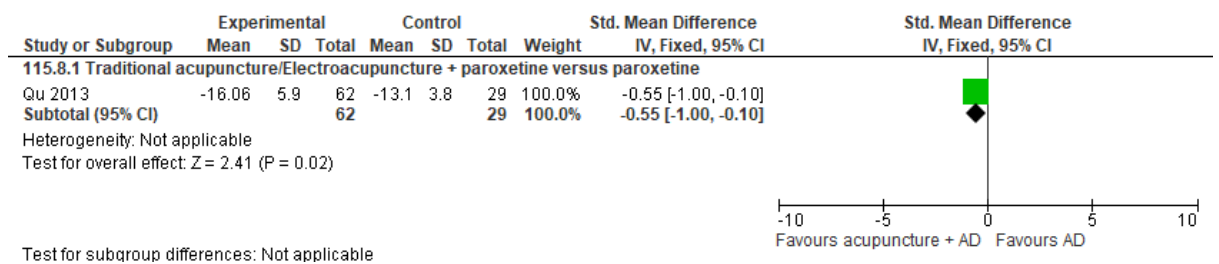 Experimental Control Std. Mean Difference Std. Mean Difference
Study or Subgroup Mean SD Total Mean SD Total Weight IV, Fixed, 95% CI IV, Fixed, 95% CI
115.8.1 Traditional acupuncture/Electroacupuncture + paroxetine versus paroxetine
Qu 2013 -16.06 5.9 62 -13.1 3.8 29 100.0% -0.55 [-1.00, -0.10]
Subtotal (95% CI) 62 29 100.0% -0.55 [-1.00, -0.10]
Heterogeneity: Not applicable
Test for overall effect: Z = 2.41 (P = 0.02)
-10 -5 0 5 10
Favours acupuncture + AD Favours AD
Test for subgroup differences: Not applicable